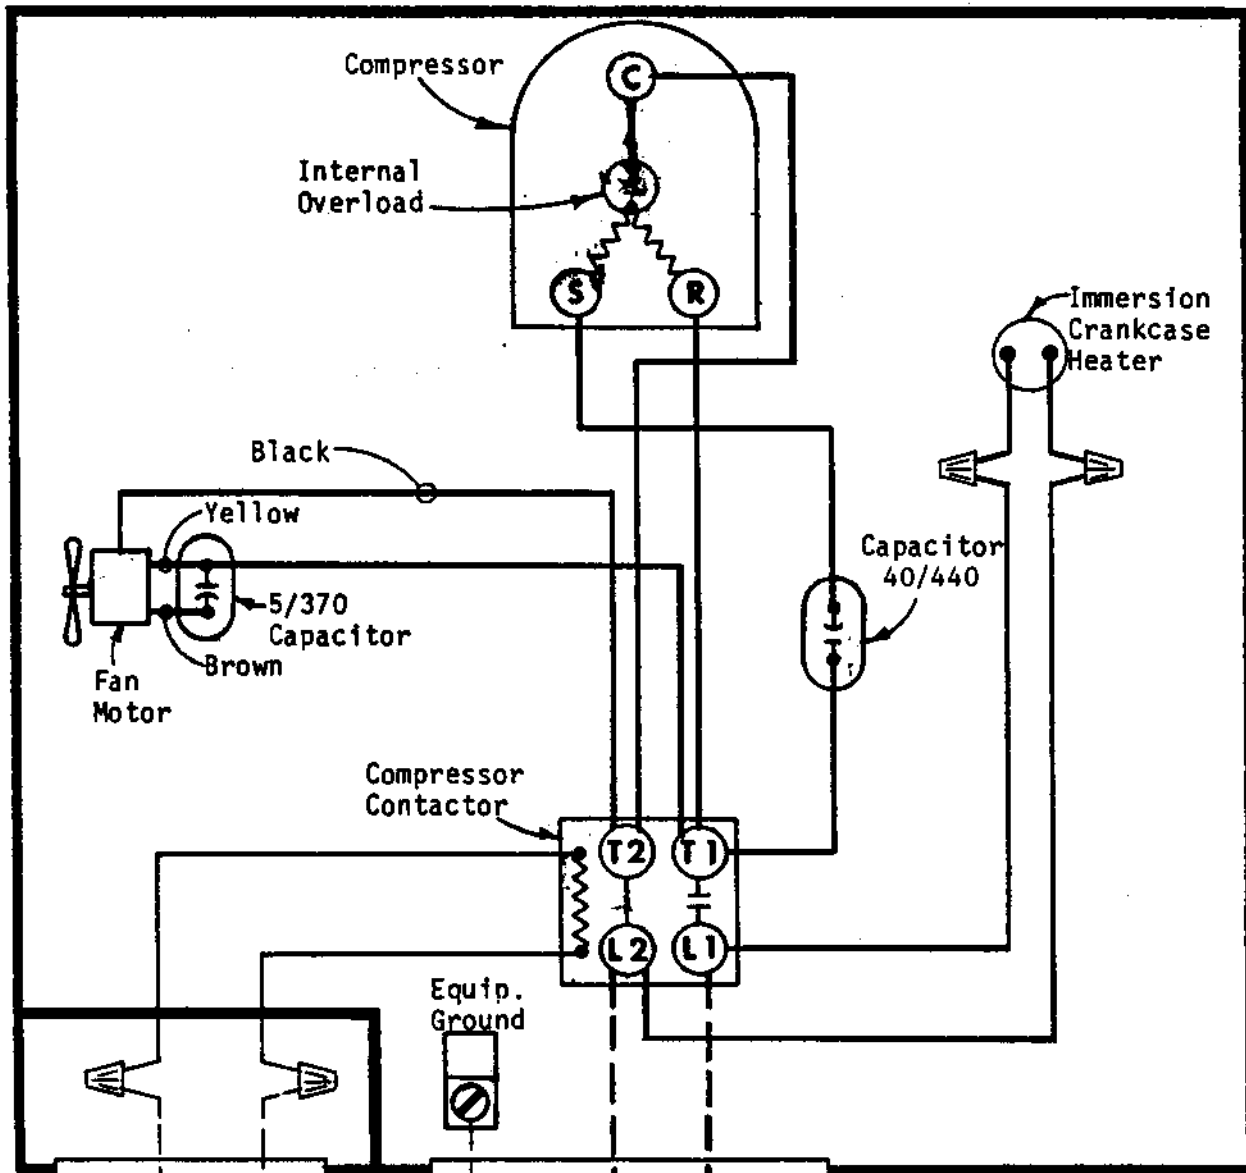 Compressor
C
Internal
Overload
S
R
Immersion
Crankcase
Heater
Black
Yellow
Capacitor
40/440
5/370
Capacitor
Brown
Fan
Motor
Compressor
Contactor
T2
T1
L2
L1
Equip.
Ground